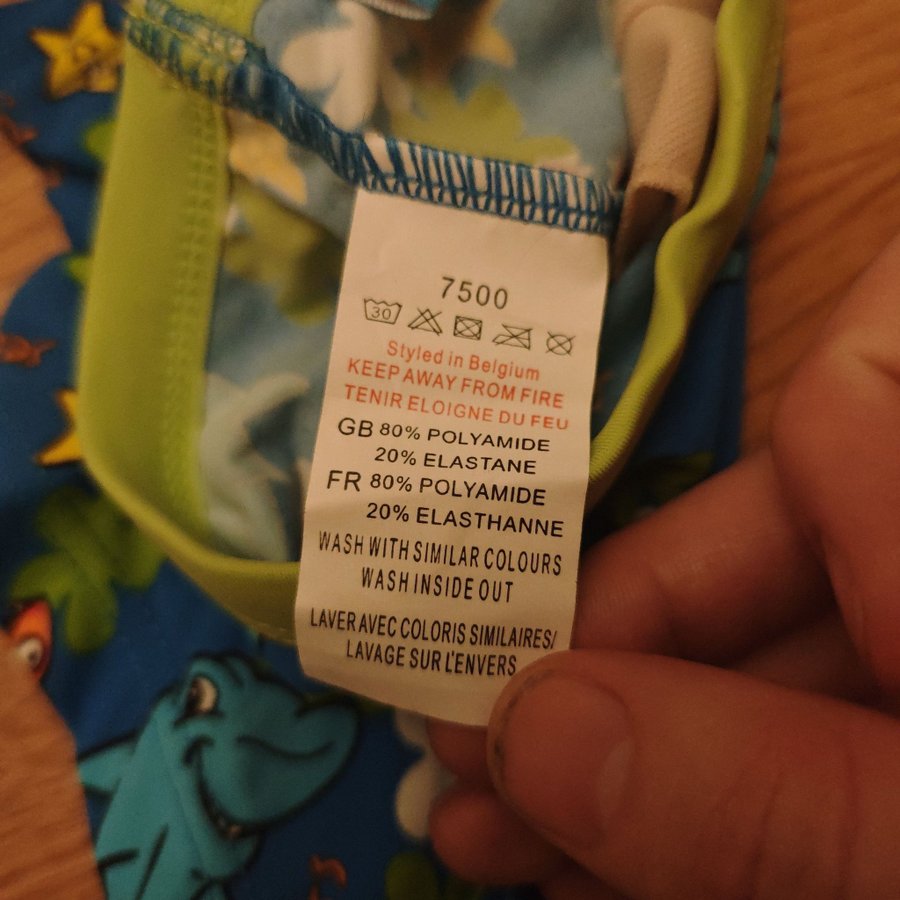 7500
30
Styled in Belgium
KEEP AWAY FROM FIRE
TENIR ELOIGNE DU FEU
GB 80% POLYAMIDE
20% ELASTANE
FR 80% POLYAMIDE
20% ELASTHANNE
WASH WITH SIMILAR COLOURS
WASH INSIDE OUT
LAVER AVEC COLORIS SIMILAIRES/
LAVAGE SUR L'ENVERS